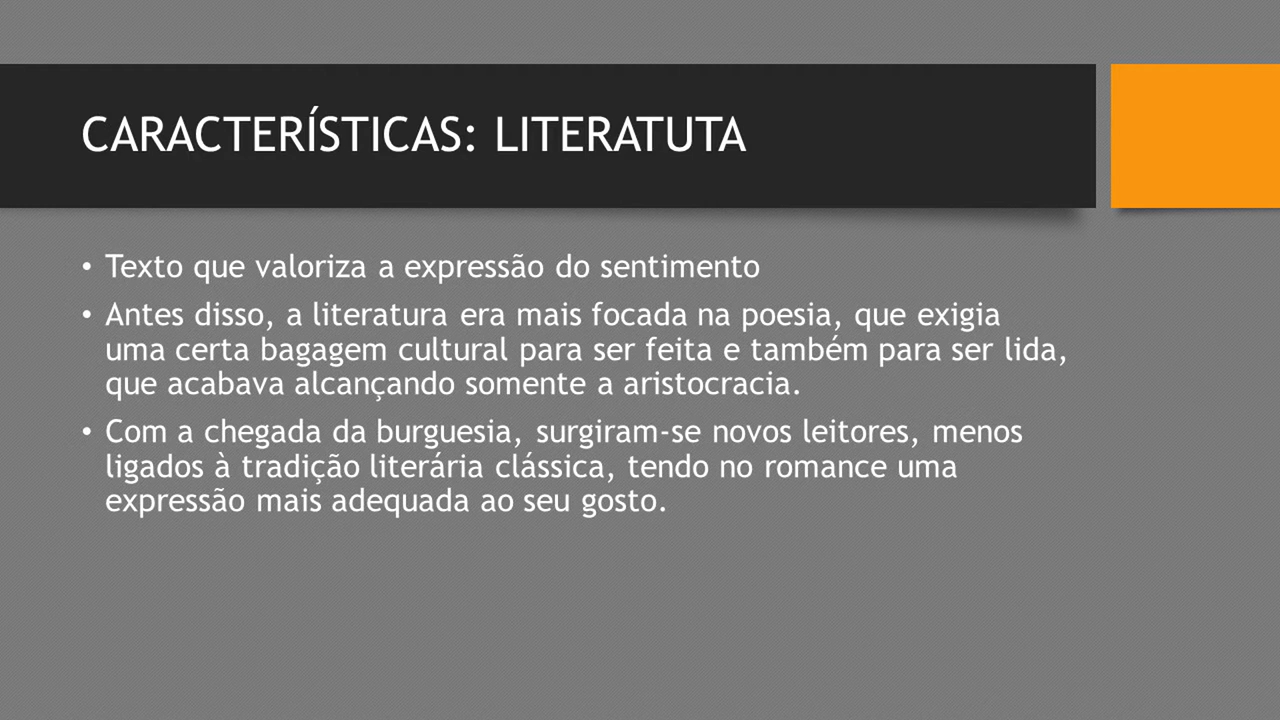 CARACTERÍSTICAS: LITERATUTA
• Texto que valoriza a expressão do sentimento
• Antes disso, a literatura era mais focada na poesia, que exigia
uma certa bagagem cultural para ser feita e também para ser lida,
que acabava alcançando somente a aristocracia.
• Com a chegada da burguesia, surgiram-se novos leitores, menos
ligados à tradição literária clássica, tendo no romance uma
expressão mais adequada ao seu gosto.